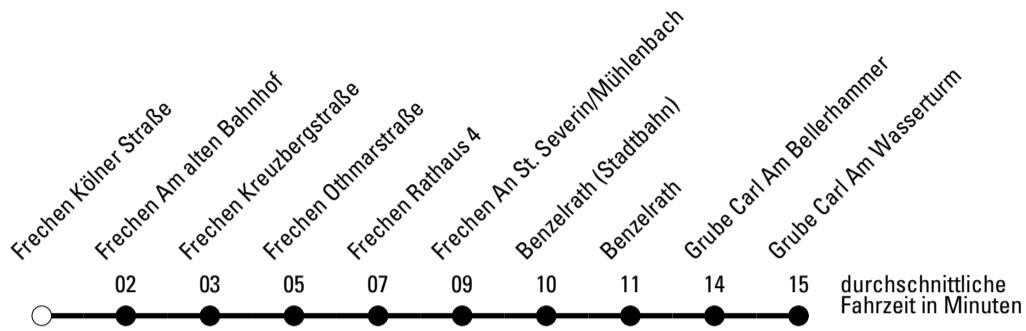 Frechen Kölner Straße
Frechen Am alten Bahnhof
Frechen Kreuzbergstraße
Frechen Othmarstraße
Frechen Rathaus 4
Frechen An St. Severin/Mühlenbach
Benzelrath (Stadtbahn)
Benzelrath
Grube Carl Am Bellerhammer
Grube Carl Am Wasserturm
02 03 05 07 09 10 11 14 15
durchschnittliche
Fahrzeit in Minuten